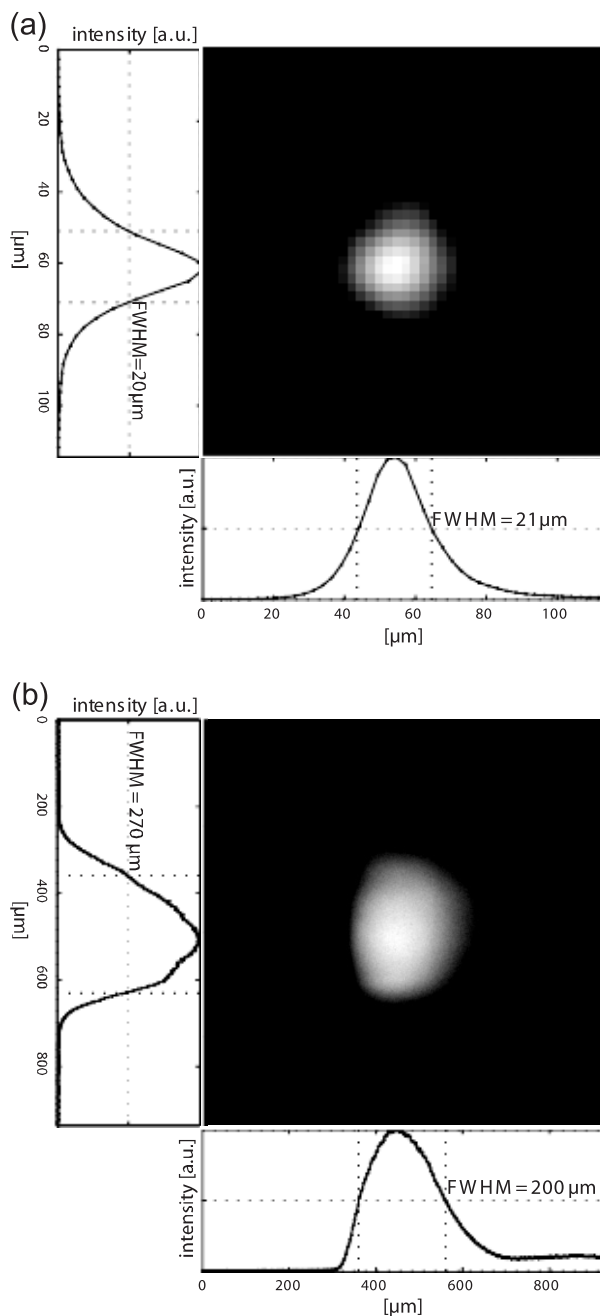 (a)
intensity [a.u.]
0
20
40
60
80
100
[µm]
FWHM=20µm
intensity [a.u.]
FWHM=21µm
0 20 40 60 80 100
[µm]
(b)
intensity [a.u.]
0
200
400
600
800
[µm]
FWHM = 270 µm
intensity [a.u.]
FWHM=200 µm
0 200 400 600 800
[µm]